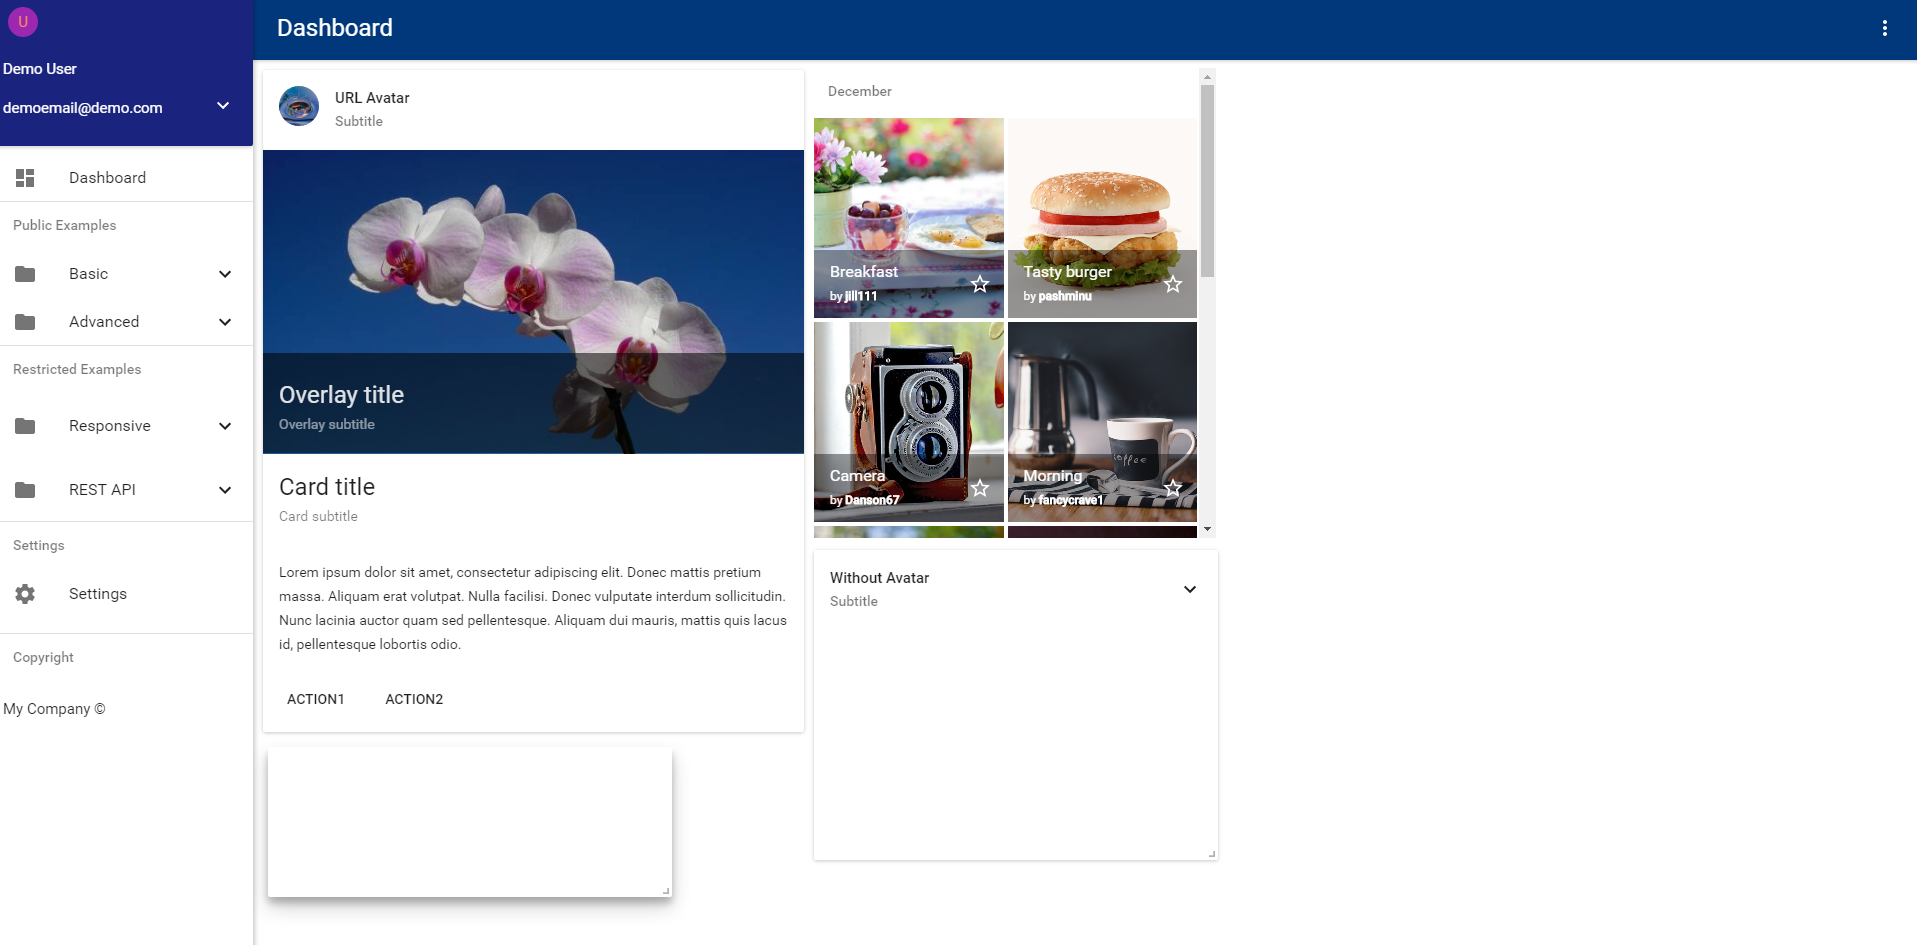 U
Demo User
demoemail@demo.com
Dashboard
Public Examples
Basic
Advanced
Restricted Examples
Responsive
REST API
Settings
Settings
Copyright
My Company ©
Dashboard
URL Avatar
Subtitle
Overlay title
Overlay subtitle
Card title
Card subtitle
Lorem ipsum dolor sit amet, consectetur adipiscing elit. Donec mattis pretium
massa. Aliquam erat volutpat. Nulla facilisi. Donec vulputate interdum sollicitudin.
Nunc lacinia auctor quam sed pellentesque. Aliquam dui mauris, mattis quis lacus
id, pellentesque lobortis odio.
ACTION1 ACTION2
December
Breakfast
by jill111
Tasty burger
by pashminu
Camera
by Danson67
coffee
Morning
by fancycrave1
Without Avatar
Subtitle